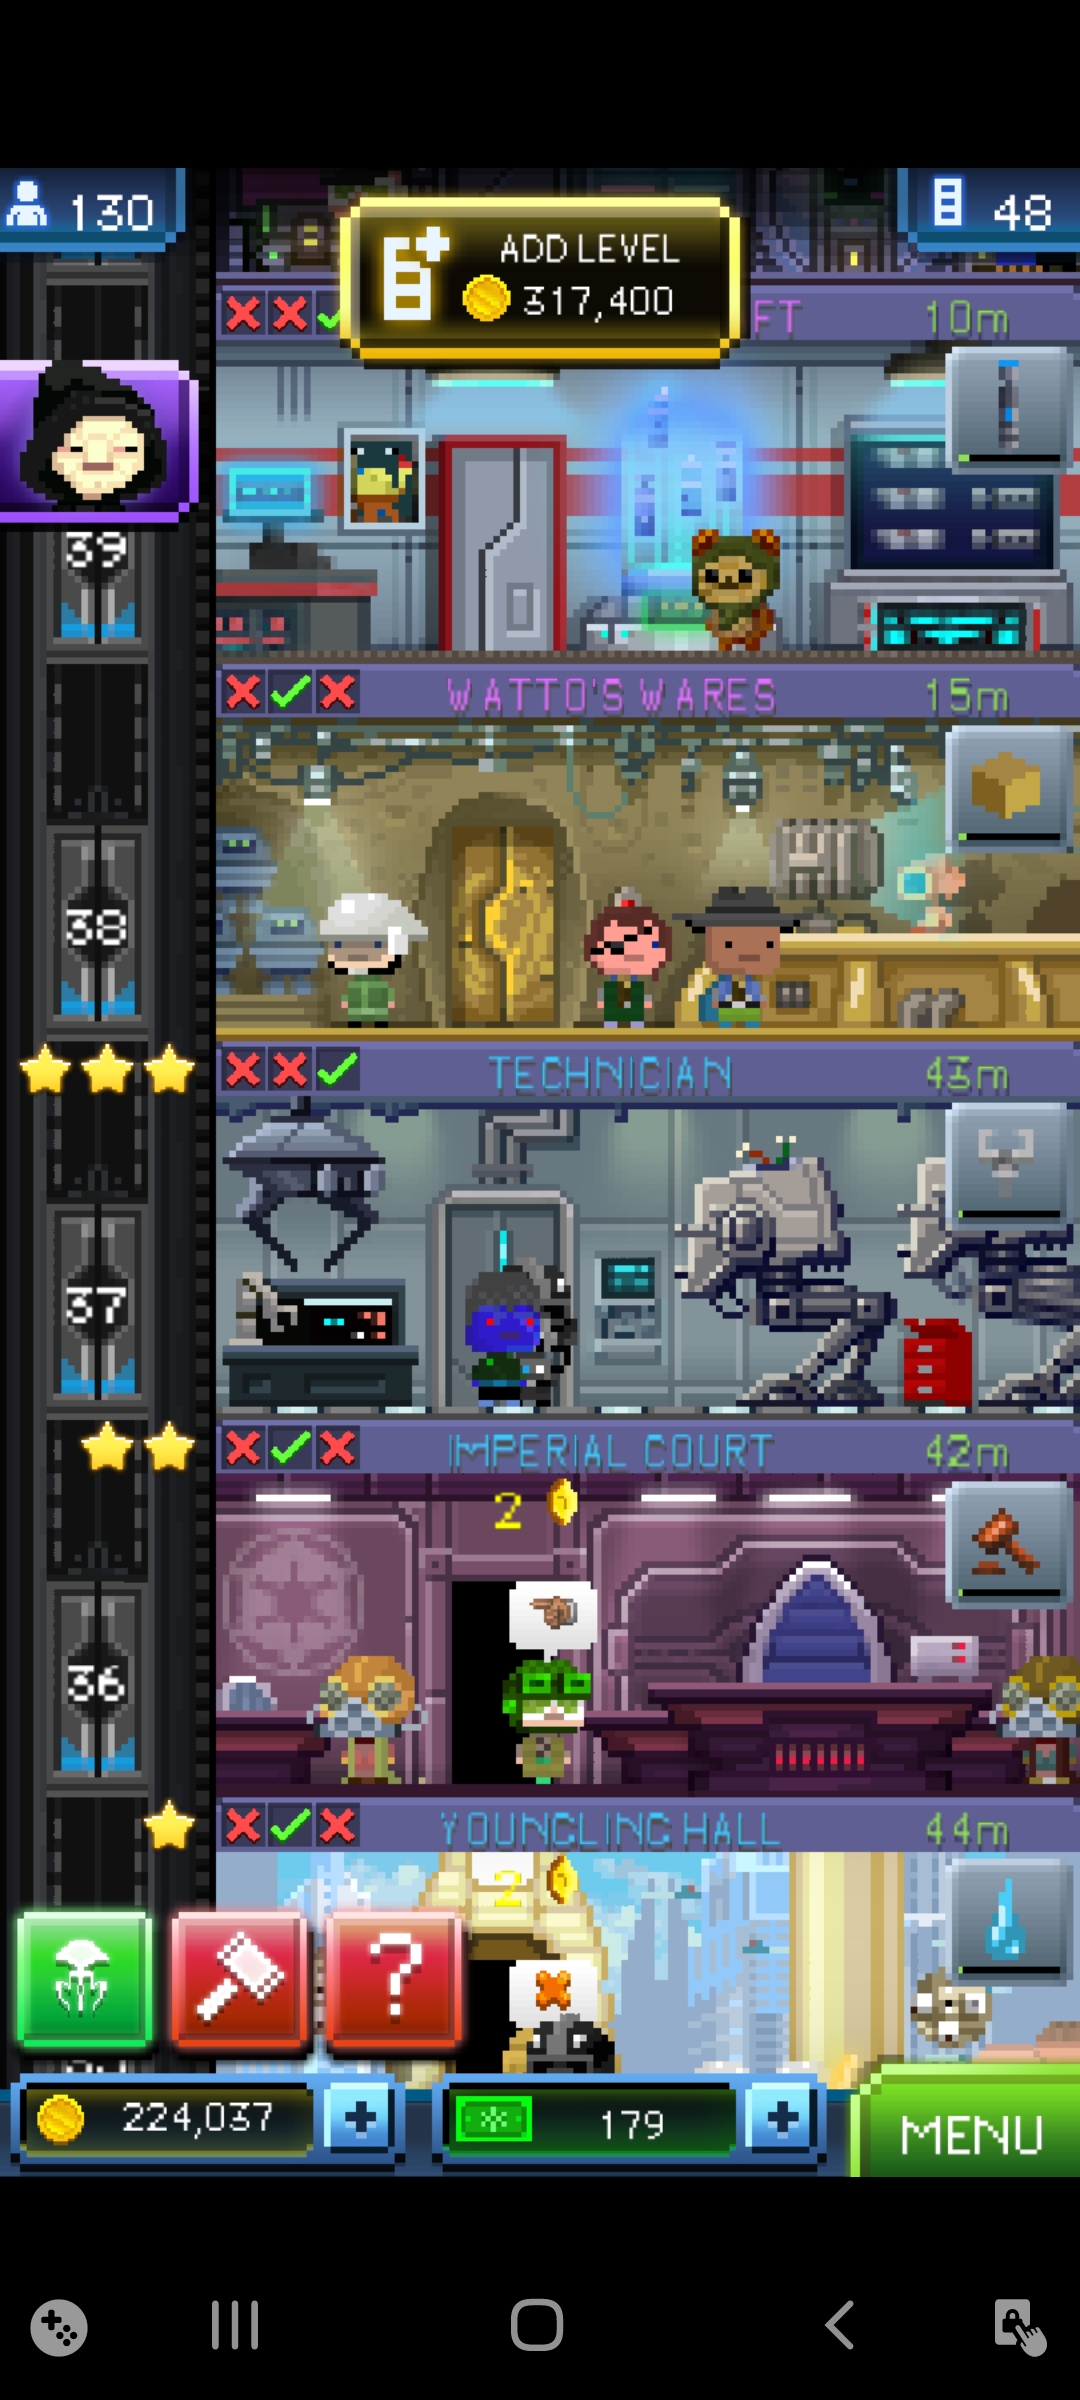 130
48
ADD LEVEL
317,400
FT
10m
39
WATTO'S WARES
15m
38
TECHNICIAN
43m
37
IMPERIAL COURT
42m
2
36
YOUNGLING HALL
44m
2
?
224,037
+
179
+
MENU